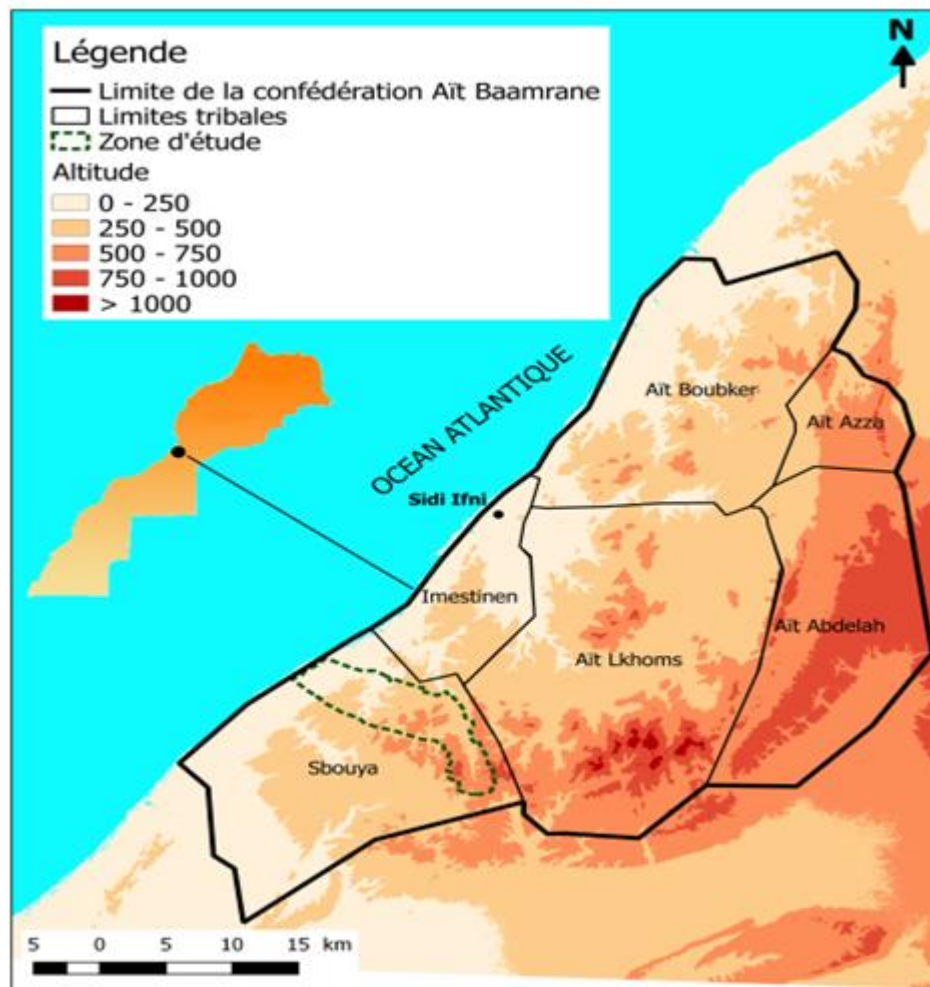 N
Légende
Limite de la confédération Aït Baamrane
Limites tribales
Zone d'étude
Altitude
0 - 250
250 - 500
500 - 750
750 - 1000
> 1000
OCEAN ATLANTIQUE
Aït Boubker
Aït Azza
Sidi Ifni
Imestinen
Aït Abdelah
Aït Lkhoms
Sbouya
5 0 5 10 15 km